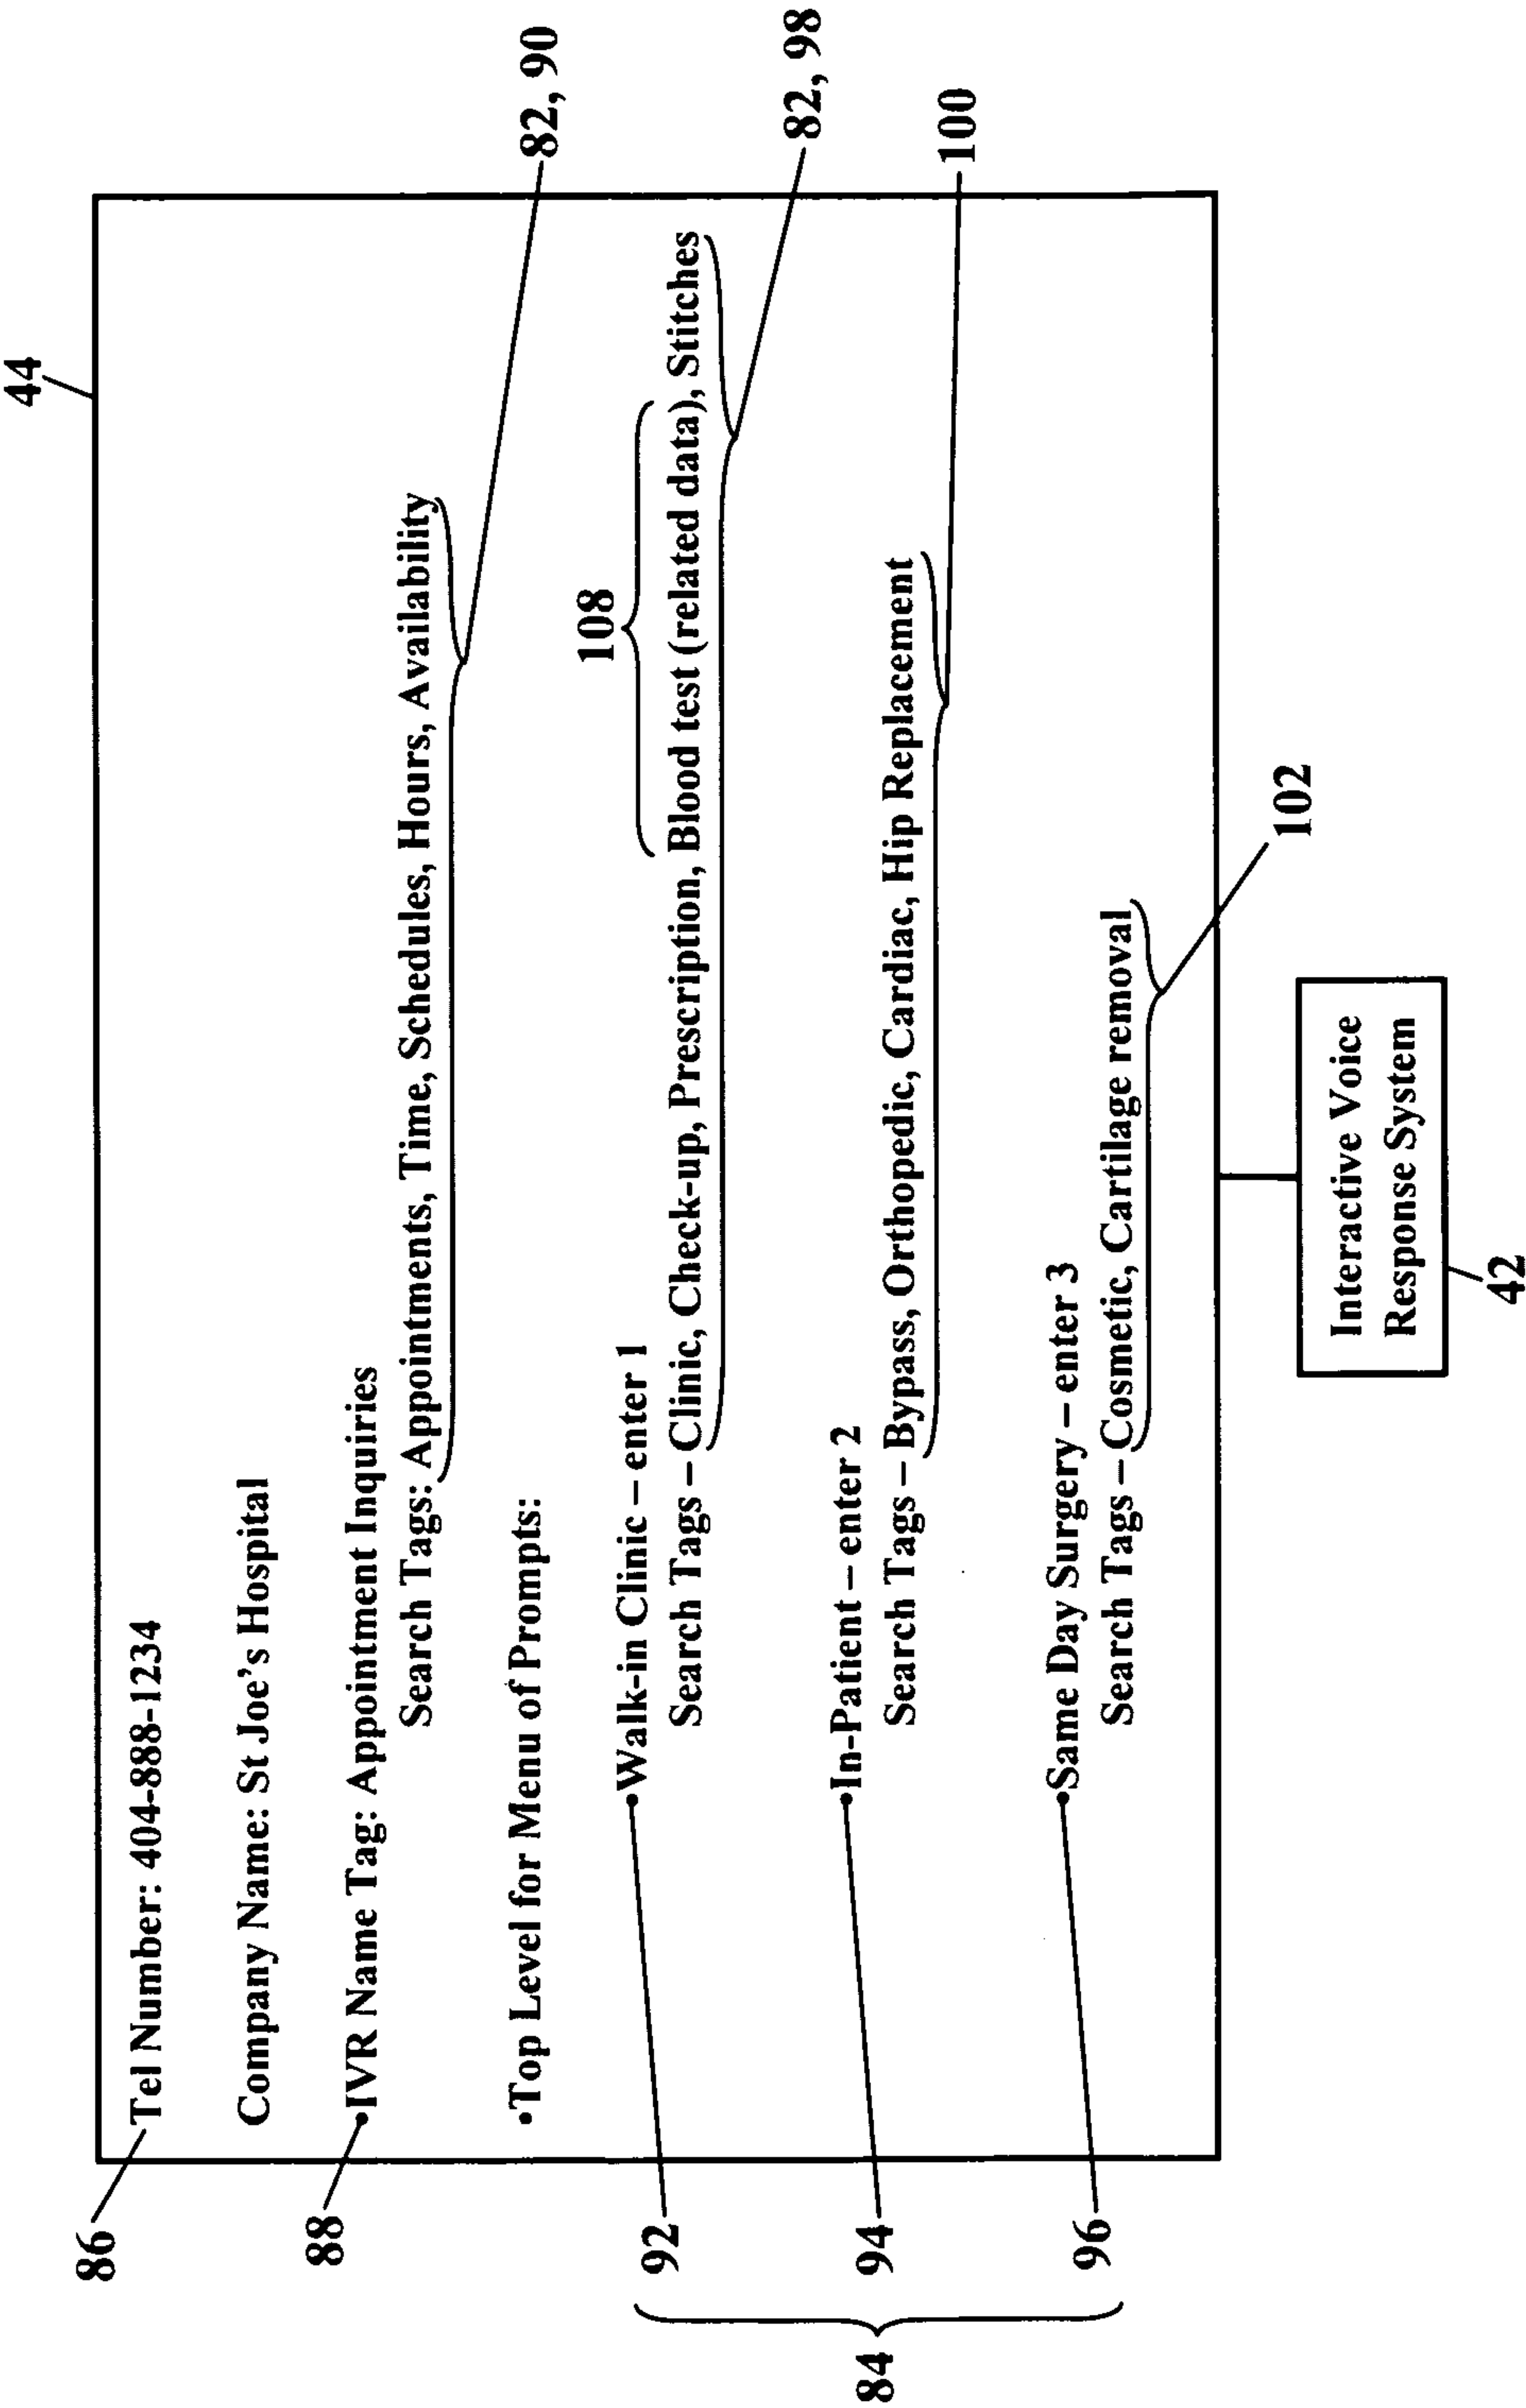 44
86
Tel Number: 404-888-1234
Company Name: St Joe's Hospital
88
•IVR Name Tag: Appointment Inquiries
Search Tags: Appointments, Time, Schedules, Hours, Availability
82, 90
•Top Level for Menu of Prompts:
108
92
•Walk-in Clinic – enter 1
Search Tags – Clinic, Check-up, Prescription, Blood test (related data), Stitches
82, 98
84
94
•In-Patient – enter 2
Search Tags – Bypass, Orthopedic, Cardiac, Hip Replacement
100
96
•Same Day Surgery – enter 3
Search Tags – Cosmetic, Cartilage removal
102
Interactive Voice
Response System
42